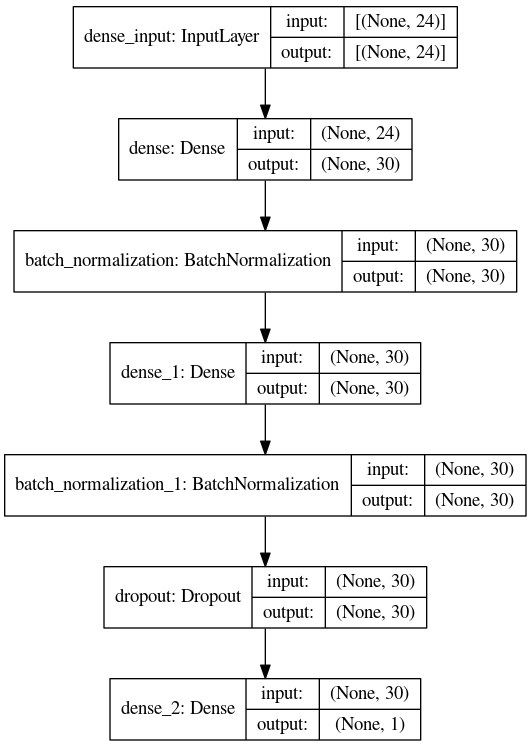 dense_input: InputLayer
input:
[(None, 24)]
output:
[(None, 24)]
dense: Dense
input:
(None, 24)
output:
(None, 30)
batch_normalization: BatchNormalization
input:
(None, 30)
output:
(None, 30)
dense_1: Dense
input:
(None, 30)
output:
(None, 30)
batch_normalization_1: BatchNormalization
input:
(None, 30)
output:
(None, 30)
dropout: Dropout
input:
(None, 30)
output:
(None, 30)
dense_2: Dense
input:
(None, 30)
output:
(None, 1)